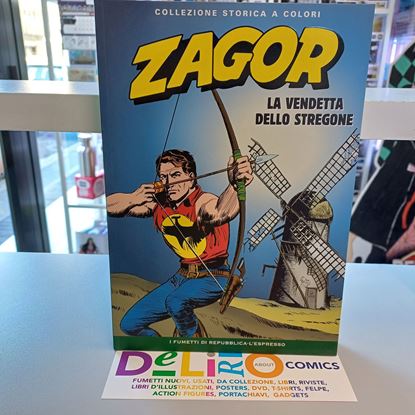 COLLEZIONE STORICA A COLORI
ZAGOR
LA VENDETTA
DELLO STREGONE
I FUMETTI DI REPUBBLICA-L'ESPRESSO
DeLiRiO ABOUT COMICS
FUMETTI NUOVI, USATI, DA COLLEZIONE, LIBRI, RIVISTE,
LIBRI D'ILLUSTRAZIONI, POSTERS, DVD, T-SHIRTS, FELPE,
ACTION FIGURES, PORTACHIAVI, GADGETS